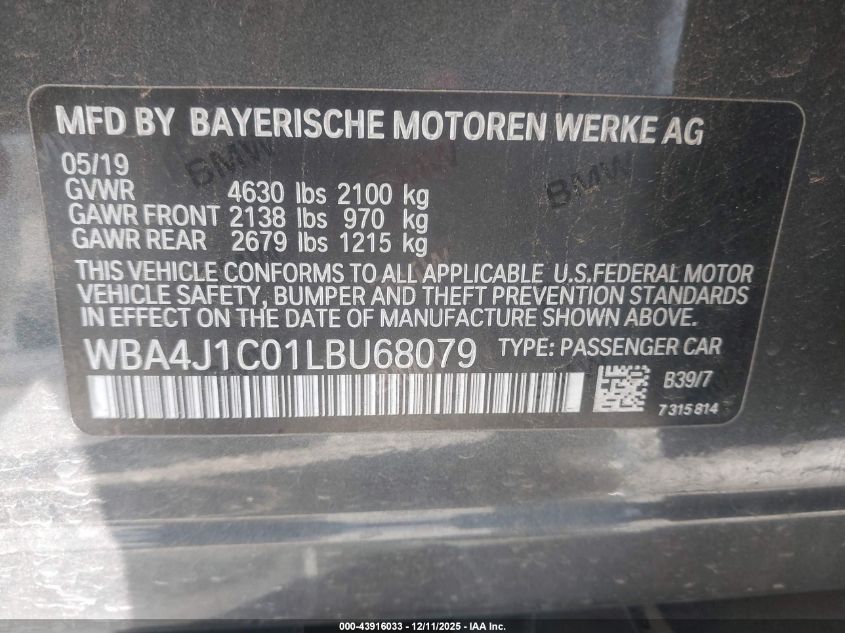 MFD BY BAYERISCHE MOTOREN WERKE AG
05/19
GVWR 4630 lbs 2100 kg
GAWR FRONT 2138 lbs 970 kg
GAWR REAR 2679 lbs 1215 kg
THIS VEHICLE CONFORMS TO ALL APPLICABLE U.S.FEDERAL MOTOR
VEHICLE SAFETY, BUMPER AND THEFT PREVENTION STANDARDS
IN EFFECT ON THE DATE OF MANUFACTURE SHOWN ABOVE.
WBA4J1C01LBU68079 TYPE: PASSENGER CAR
B39/7
7 315 814
BMW
BMW
BMW
000-43916033 - 12/11/2025 - IAA Inc.